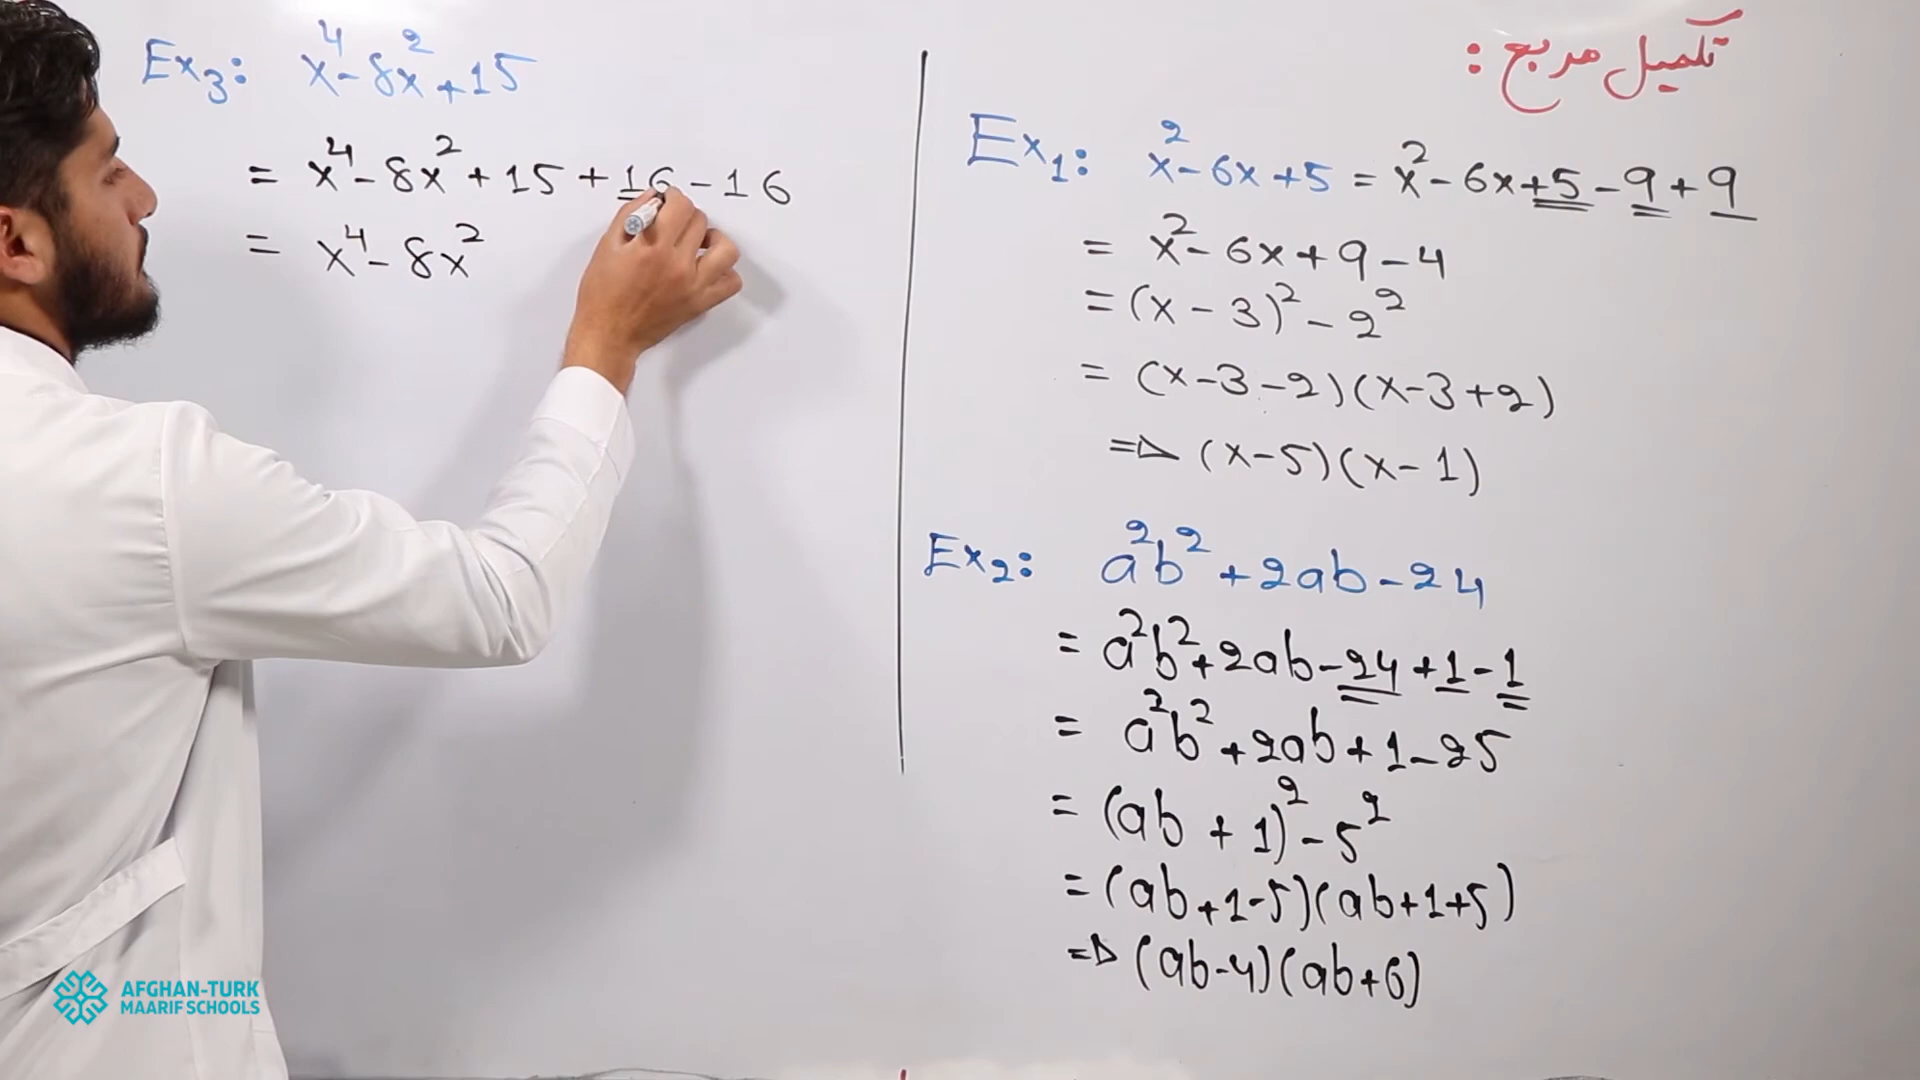 تکمیل مربع :
Ex₁: x² - 6x + 5 = x² - 6x + 5 - 9 + 9
= x² - 6x + 9 - 4
= (x - 3)² - 2²
= (x - 3 - 2)(x - 3 + 2)
⇒ (x - 5)(x - 1)
Ex₂: a²b² + 2ab - 24
= a²b² + 2ab - 24 + 1 - 1
= a²b² + 2ab + 1 - 25
= (ab + 1)² - 5²
= (ab + 1 - 5)(ab + 1 + 5)
⇒ (ab - 4)(ab + 6)
Ex₃: x⁴ - 8x² + 15
= x⁴ - 8x² + 15 + 16 - 16
= x⁴ - 8x²
AFGHAN-TURK
MAARIF SCHOOLS